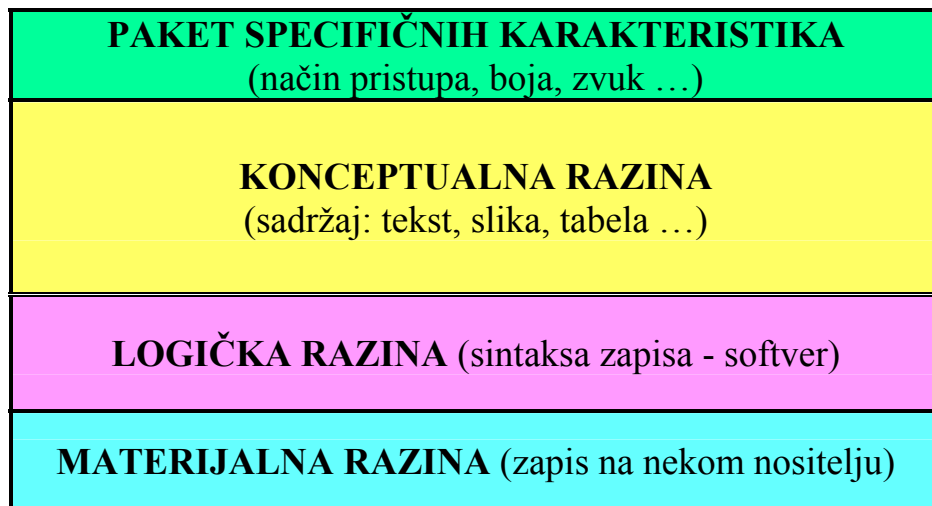 PAKET SPECIFIČNIH KARAKTERISTIKA
(način pristupa, boja, zvuk …)
KONCEPTUALNA RAZINA
(sadržaj: tekst, slika, tabela …)
LOGIČKA RAZINA (sintaksa zapisa - softver)
MATERIJALNA RAZINA (zapis na nekom nositelju)